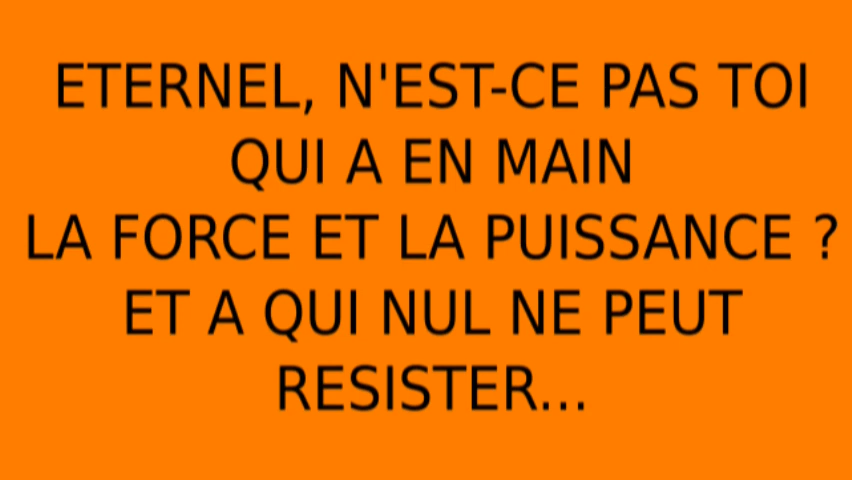 ETERNEL, N'EST-CE PAS TOI
QUI A EN MAIN
LA FORCE ET LA PUISSANCE ?
ET A QUI NUL NE PEUT
RESISTER...